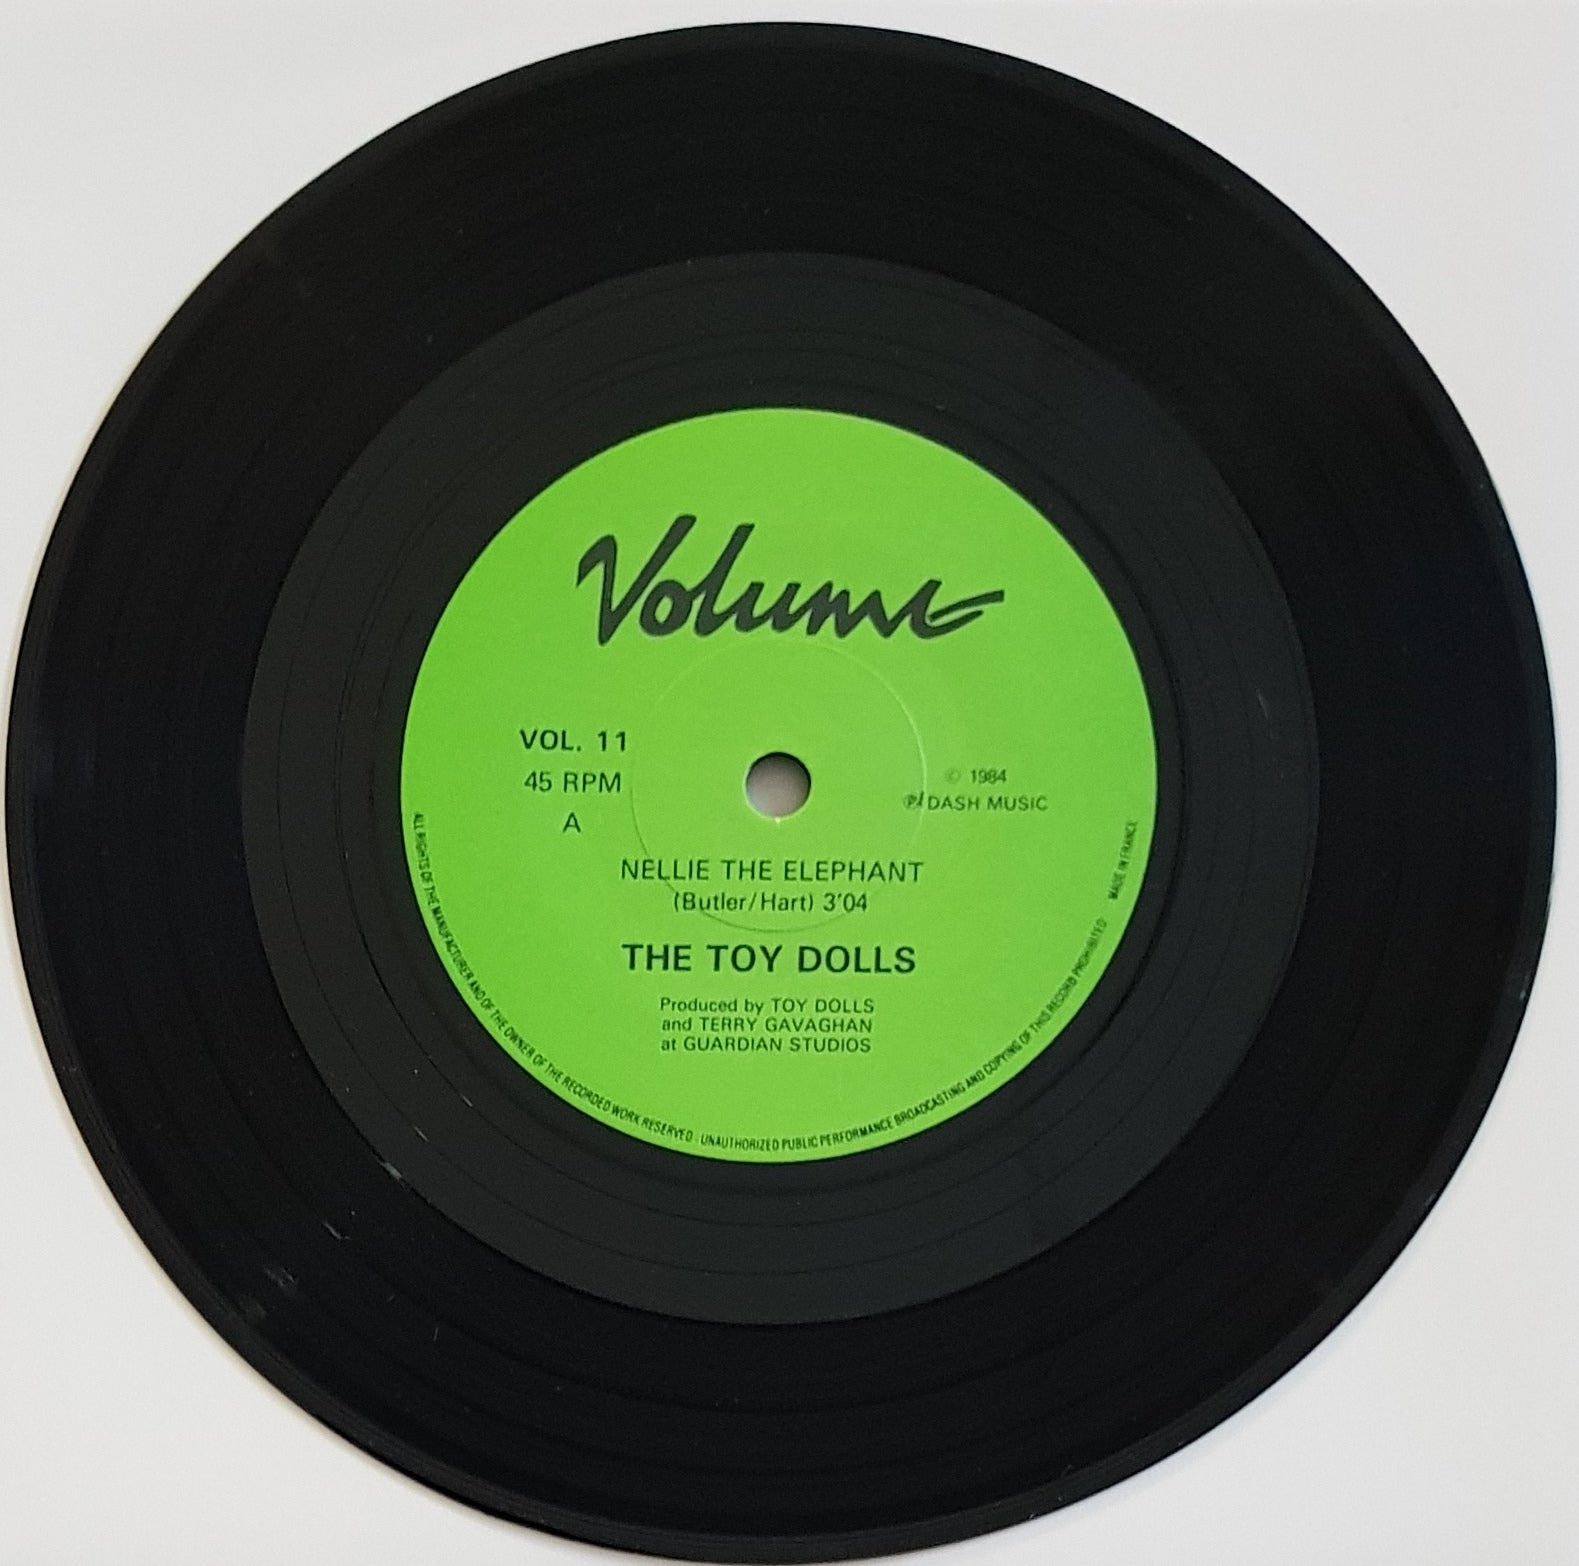 Volume
VOL. 11
45 RPM
A
© 1984
℗/DASH MUSIC
NELLIE THE ELEPHANT
(Butler/Hart) 3'04
THE TOY DOLLS
Produced by TOY DOLLS
and TERRY GAVAGHAN
at GUARDIAN STUDIOS
ALL RIGHTS OF THE MANUFACTURER AND OF THE OWNER OF THE RECORDED WORK RESERVED - UNAUTHORIZED PUBLIC PERFORMANCE BROADCASTING AND COPYING OF THIS RECORD PROHIBITED MADE IN FRANCE